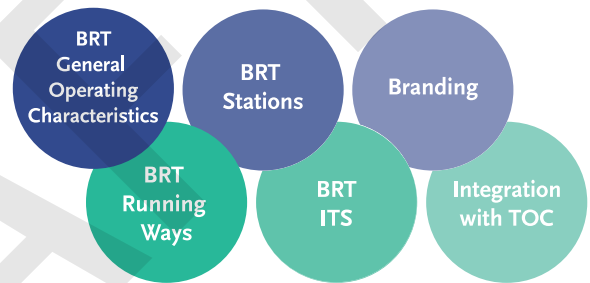 BRT
General
Operating
Characteristics
BRT
Stations
Branding
BRT
Running
Ways
BRT
ITS
Integration
with TOC